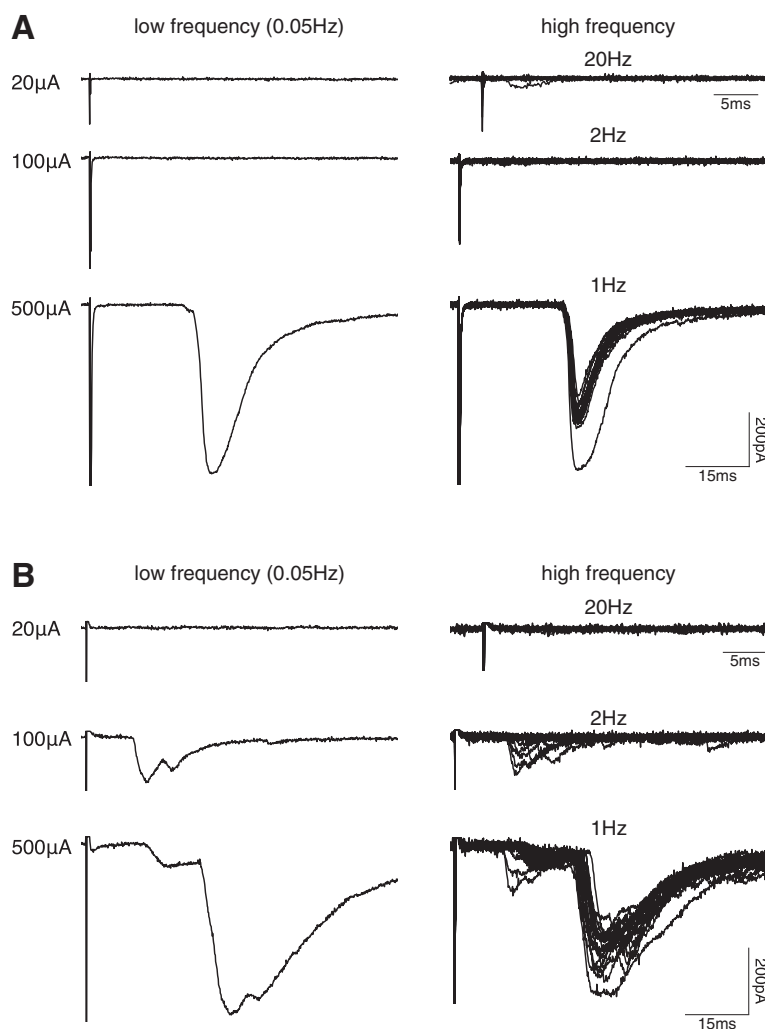 A
low frequency (0.05Hz)
high frequency
20µA
20Hz
5ms
100µA
2Hz
500µA
1Hz
200pA
15ms
B
low frequency (0.05Hz)
high frequency
20µA
20Hz
5ms
100µA
2Hz
500µA
1Hz
200pA
15ms